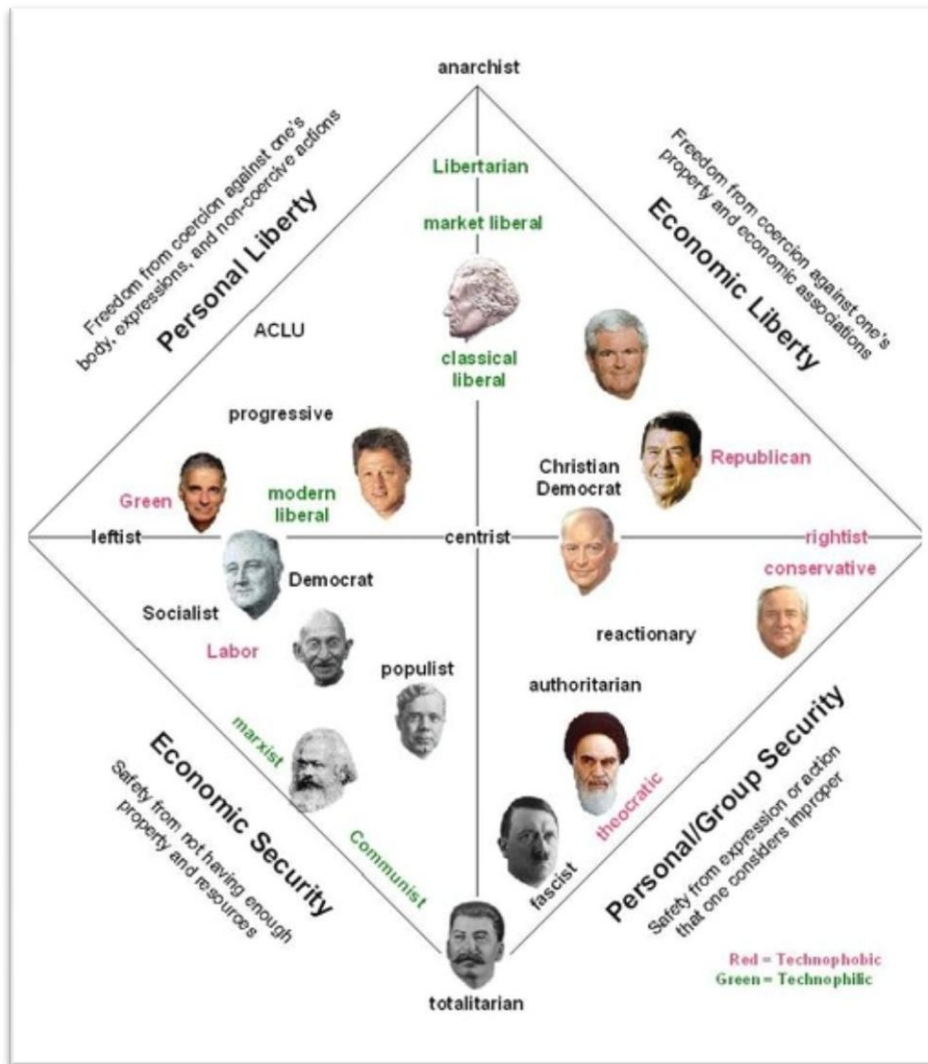 anarchist
Freedom from coercion against one's
body, expressions, and non-coercive actions
Personal Liberty
Freedom from coercion against one's
property and economic associations
Economic Liberty
Libertarian
market liberal
ACLU
classical
liberal
progressive
Christian
Democrat
Republican
Green
modern
liberal
leftist
centrist
rightist
conservative
Democrat
Socialist
reactionary
Labor
populist
authoritarian
marxist
theocratic
Economic Security
Safety from not having enough
property and resources
Communist
fascist
Personal/Group Security
Safety from expression or action
that one considers improper
Red = Technophobic
Green = Technophilic
totalitarian